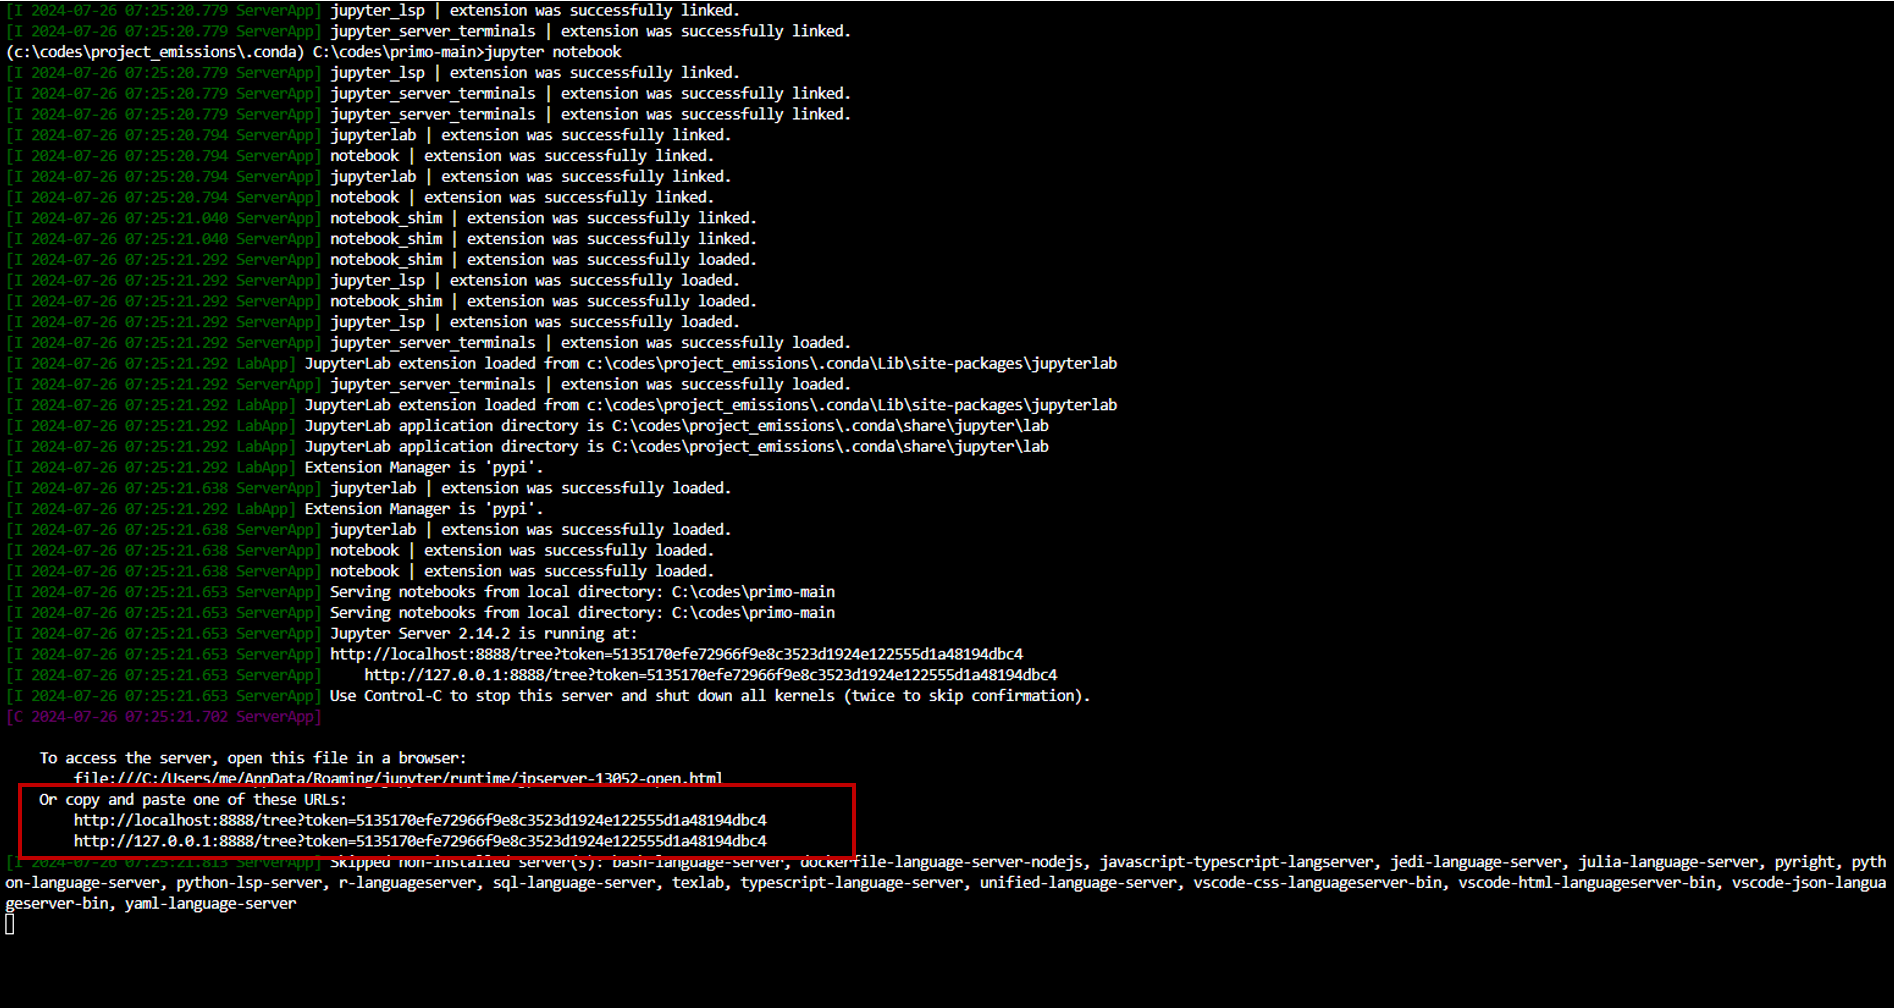 [I 2024-07-26 07:25:20.779 ServerApp] jupyter_lsp | extension was successfully linked.
[I 2024-07-26 07:25:20.779 ServerApp] jupyter_server_terminals | extension was successfully linked.
(c:\codes\project_emissions\.conda) C:\codes\primo-main>jupyter notebook
[I 2024-07-26 07:25:20.779 ServerApp] jupyter_lsp | extension was successfully linked.
[I 2024-07-26 07:25:20.779 ServerApp] jupyter_server_terminals | extension was successfully linked.
[I 2024-07-26 07:25:20.779 ServerApp] jupyter_server_terminals | extension was successfully linked.
[I 2024-07-26 07:25:20.794 ServerApp] jupyterlab | extension was successfully linked.
[I 2024-07-26 07:25:20.794 ServerApp] notebook | extension was successfully linked.
[I 2024-07-26 07:25:20.794 ServerApp] jupyterlab | extension was successfully linked.
[I 2024-07-26 07:25:20.794 ServerApp] notebook | extension was successfully linked.
[I 2024-07-26 07:25:21.040 ServerApp] notebook_shim | extension was successfully linked.
[I 2024-07-26 07:25:21.040 ServerApp] notebook_shim | extension was successfully linked.
[I 2024-07-26 07:25:21.292 ServerApp] notebook_shim | extension was successfully loaded.
[I 2024-07-26 07:25:21.292 ServerApp] jupyter_lsp | extension was successfully loaded.
[I 2024-07-26 07:25:21.292 ServerApp] notebook_shim | extension was successfully loaded.
[I 2024-07-26 07:25:21.292 ServerApp] jupyter_lsp | extension was successfully loaded.
[I 2024-07-26 07:25:21.292 ServerApp] jupyter_server_terminals | extension was successfully loaded.
[I 2024-07-26 07:25:21.292 LabApp] JupyterLab extension loaded from c:\codes\project_emissions\.conda\Lib\site-packages\jupyterlab
[I 2024-07-26 07:25:21.292 ServerApp] jupyter_server_terminals | extension was successfully loaded.
[I 2024-07-26 07:25:21.292 LabApp] JupyterLab extension loaded from c:\codes\project_emissions\.conda\Lib\site-packages\jupyterlab
[I 2024-07-26 07:25:21.292 LabApp] JupyterLab application directory is C:\codes\project_emissions\.conda\share\jupyter\lab
[I 2024-07-26 07:25:21.292 LabApp] JupyterLab application directory is C:\codes\project_emissions\.conda\share\jupyter\lab
[I 2024-07-26 07:25:21.292 LabApp] Extension Manager is 'pypi'.
[I 2024-07-26 07:25:21.638 ServerApp] jupyterlab | extension was successfully loaded.
[I 2024-07-26 07:25:21.292 LabApp] Extension Manager is 'pypi'.
[I 2024-07-26 07:25:21.638 ServerApp] jupyterlab | extension was successfully loaded.
[I 2024-07-26 07:25:21.638 ServerApp] notebook | extension was successfully loaded.
[I 2024-07-26 07:25:21.638 ServerApp] notebook | extension was successfully loaded.
[I 2024-07-26 07:25:21.653 ServerApp] Serving notebooks from local directory: C:\codes\primo-main
[I 2024-07-26 07:25:21.653 ServerApp] Serving notebooks from local directory: C:\codes\primo-main
[I 2024-07-26 07:25:21.653 ServerApp] Jupyter Server 2.14.2 is running at:
[I 2024-07-26 07:25:21.653 ServerApp] http://localhost:8888/tree?token=5135170efe72966f9e8c3523d1924e122555d1a48194dbc4
[I 2024-07-26 07:25:21.653 ServerApp]     http://127.0.0.1:8888/tree?token=5135170efe72966f9e8c3523d1924e122555d1a48194dbc4
[I 2024-07-26 07:25:21.653 ServerApp] Use Control-C to stop this server and shut down all kernels (twice to skip confirmation).
[C 2024-07-26 07:25:21.702 ServerApp]
To access the server, open this file in a browser:
file:///C:/Users/me/AppData/Roaming/jupyter/runtime/jpserver-13052-open.html
Or copy and paste one of these URLs:
http://localhost:8888/tree?token=5135170efe72966f9e8c3523d1924e122555d1a48194dbc4
http://127.0.0.1:8888/tree?token=5135170efe72966f9e8c3523d1924e122555d1a48194dbc4
[I 2024-07-26 07:25:21.813 ServerApp] Skipped non-installed server(s): bash-language-server, dockerfile-language-server-nodejs, javascript-typescript-langserver, jedi-language-server, julia-language-server, pyright, pyth
on-language-server, python-lsp-server, r-languageserver, sql-language-server, texlab, typescript-language-server, unified-language-server, vscode-css-languageserver-bin, vscode-html-languageserver-bin, vscode-json-langua
geserver-bin, yaml-language-server